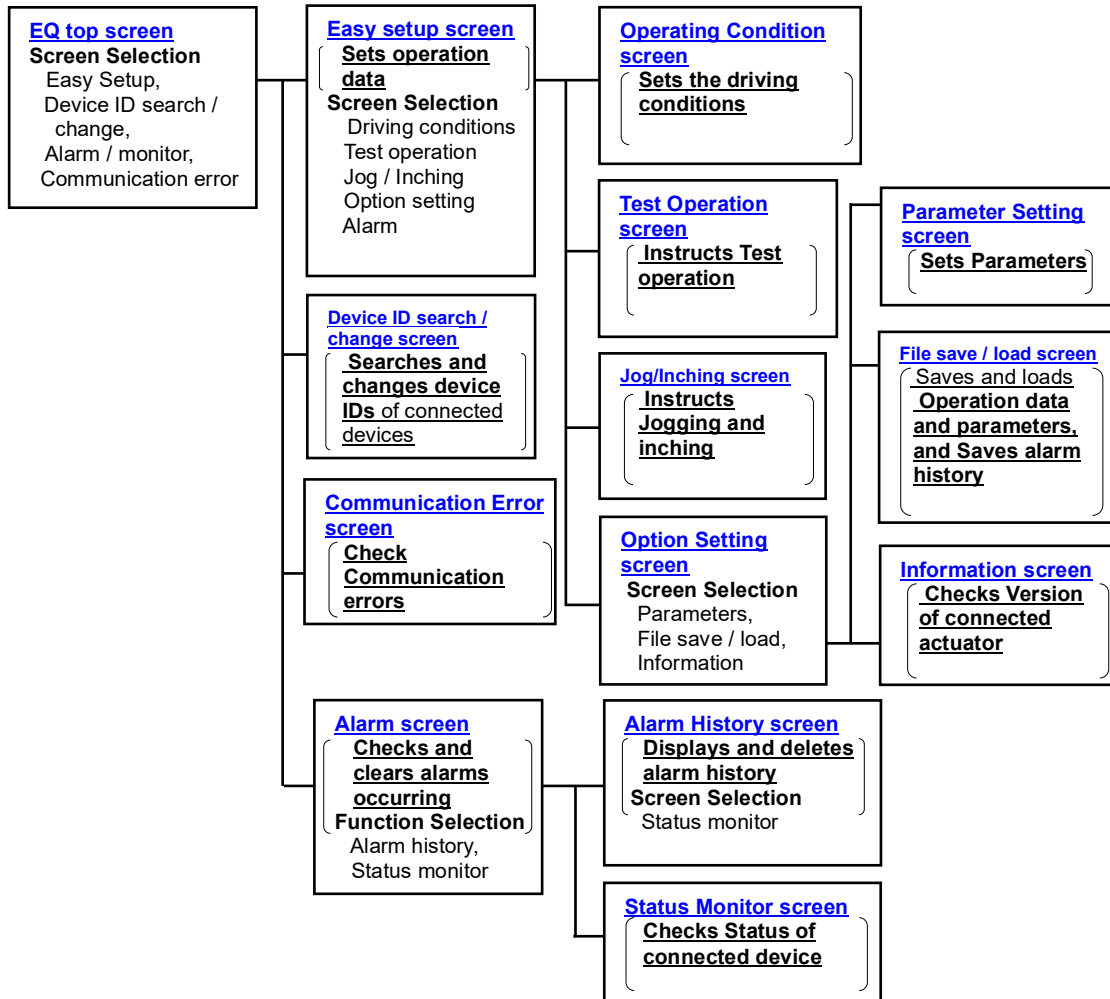 EQ top screen
Screen Selection
Easy Setup,
Device ID search /
change,
Alarm / monitor,
Communication error
Easy setup screen
Sets operation
data
Screen Selection
Driving conditions
Test operation
Jog / Inching
Option setting
Alarm
Operating Condition
screen
Sets the driving
conditions
Test Operation
screen
Instructs Test
operation
Parameter Setting
screen
Sets Parameters
Device ID search /
change screen
Searches and
changes device
IDs of connected
devices
Jog/Inching screen
Instructs
Jogging and
inching
File save / load screen
Saves and loads
Operation data
and parameters,
and Saves alarm
history
Communication Error
screen
Check
Communication
errors
Option Setting
screen
Screen Selection
Parameters,
File save / load,
Information
Information screen
Checks Version
of connected
actuator
Alarm screen
Checks and
clears alarms
occurring
Function Selection
Alarm history,
Status monitor
Alarm History screen
Displays and deletes
alarm history
Screen Selection
Status monitor
Status Monitor screen
Checks Status of
connected device